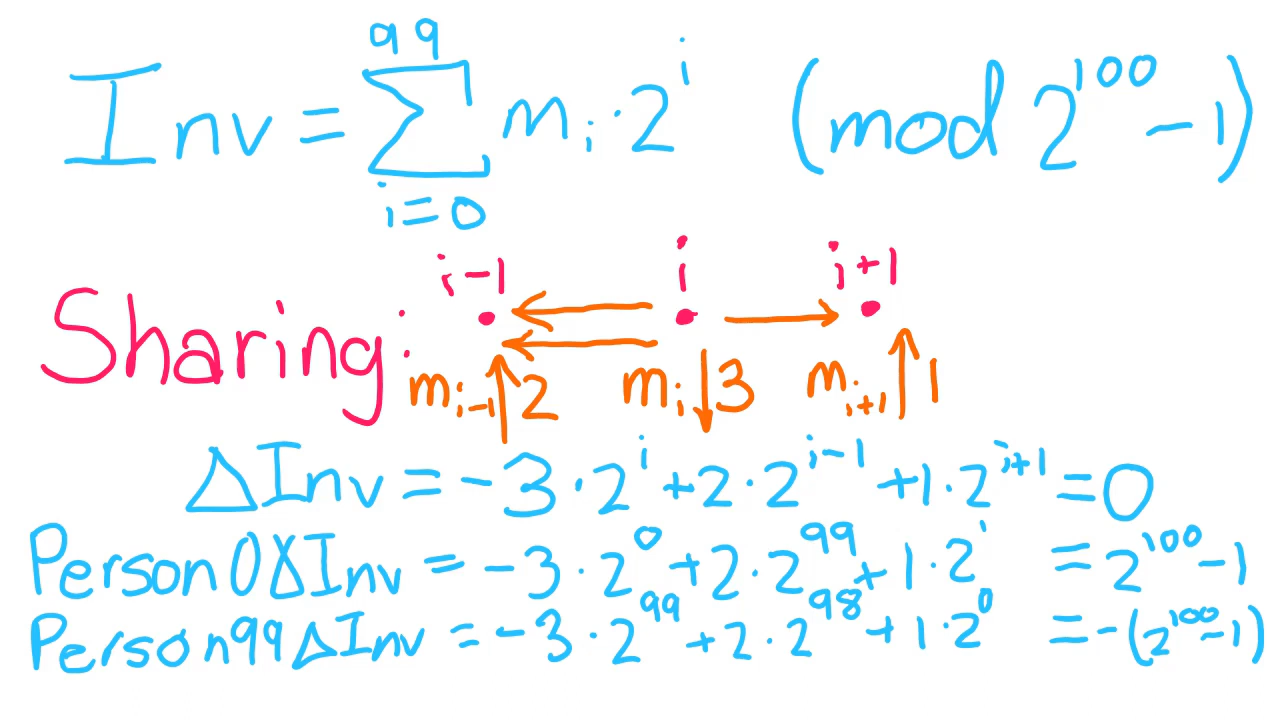 Inv = ∑_{i=0}^{99} m_i · 2^i (mod 2^{100} − 1)
Sharing: i−1 i i+1
m_{i−1} ↑ 2 m_i ↓ 3 m_{i+1} ↑ 1
ΔInv = −3 · 2^i + 2 · 2^{i−1} + 1 · 2^{i+1} = 0
Person 0 ΔInv = −3 · 2^0 + 2 · 2^{99} + 1 · 2^1 = 2^{100} − 1
Person 99 ΔInv = −3 · 2^{99} + 2 · 2^{98} + 1 · 2^0 = −(2^{100} − 1)